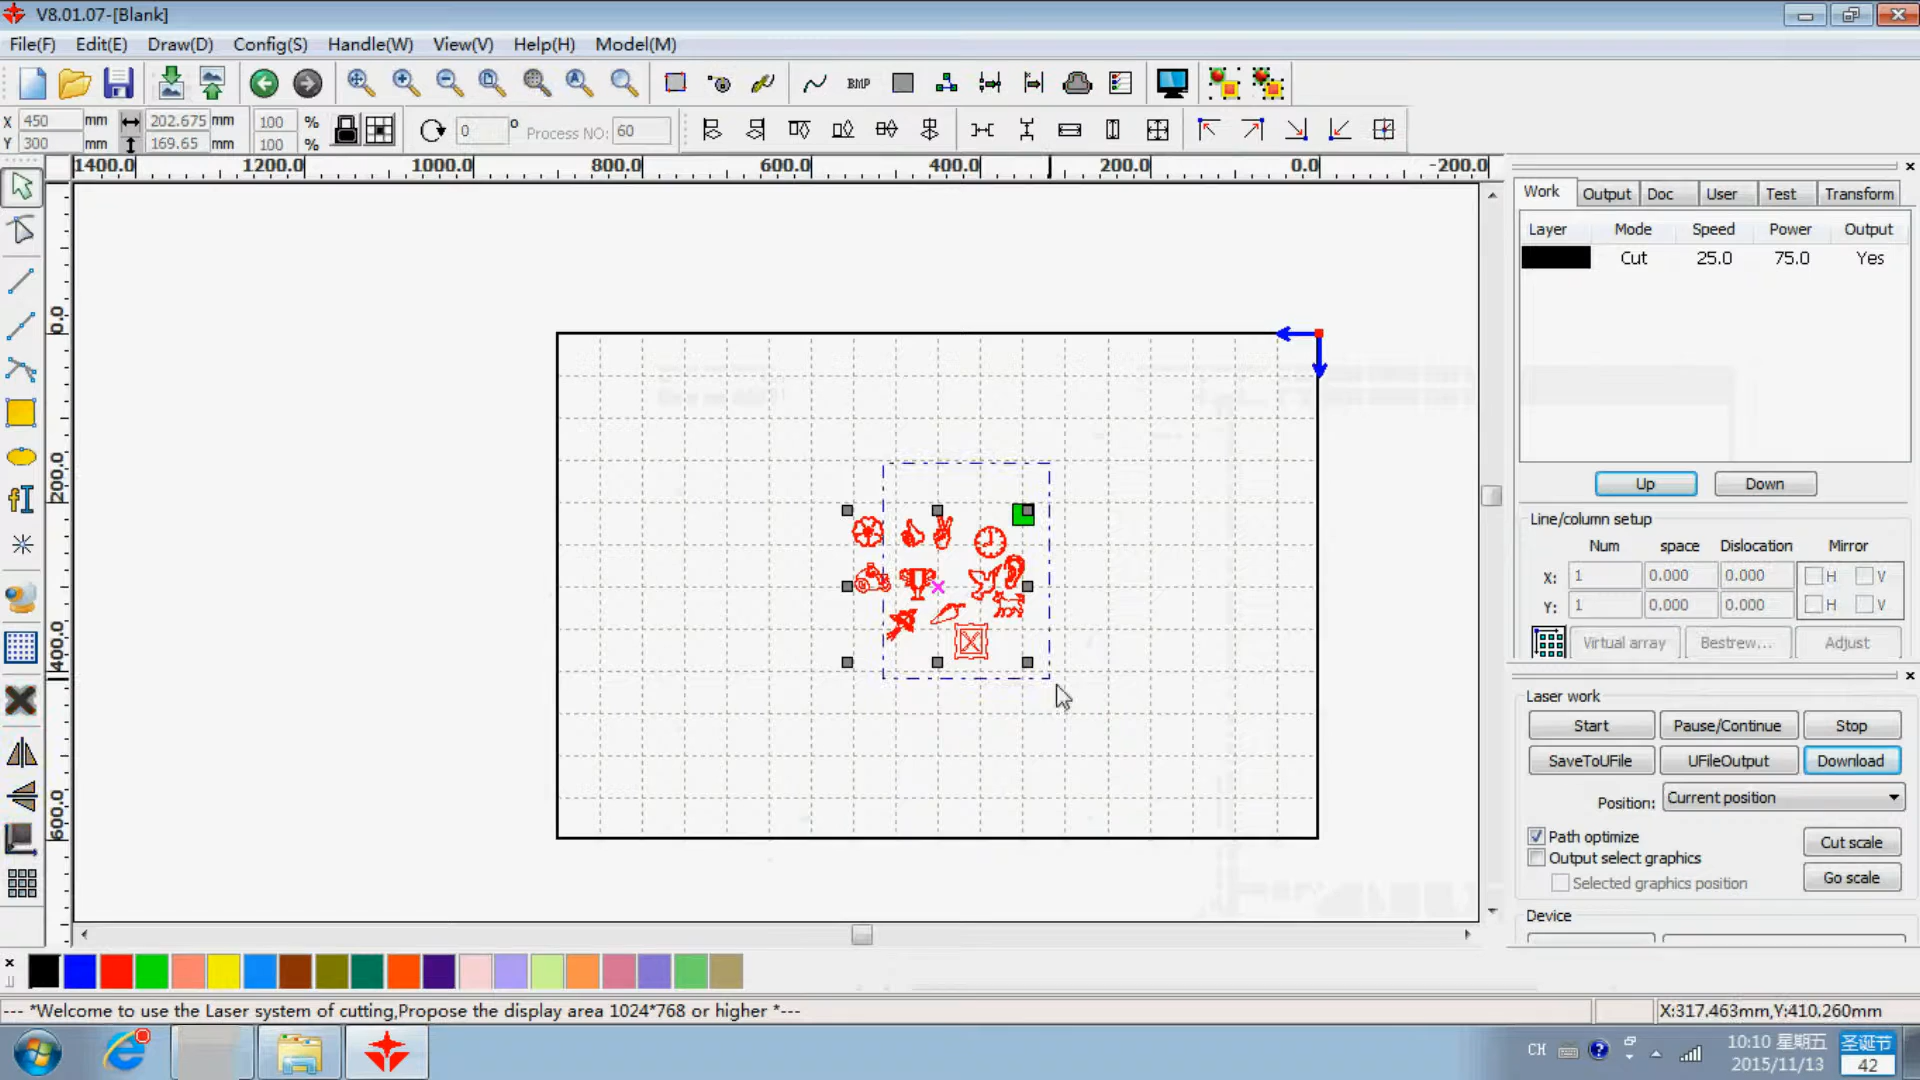 V8.01.07-[Blank]
File(F) Edit(E) Draw(D) Config(S) Handle(W) View(V) Help(H) Model(M)
BMP
X 450 mm 202.675 mm 100 % 0 ° Process NO: 60
Y 300 mm 169.65 mm 100 %
1400.0 1200.0 1000.0 800.0 600.0 400.0 200.0 0.0 -200.0
0.0
200.0
400.0
600.0
Work Output Doc User Test Transform
Layer Mode Speed Power Output
Cut 25.0 75.0 Yes
Up Down
Line/column setup
Num space Dislocation Mirror
X: 1 0.000 0.000 H V
Y: 1 0.000 0.000 H V
Virtual array Bestrew... Adjust
Laser work
Start Pause/Continue Stop
SaveToUFile UFileOutput Download
Position: Current position
Path optimize Cut scale
Output select graphics
Selected graphics position Go scale
Device
--- *Welcome to use the Laser system of cutting,Propose the display area 1024*768 or higher *---
X:317.463mm,Y:410.260mm
CH 10:10 星期五 圣诞节
2015/11/13 42